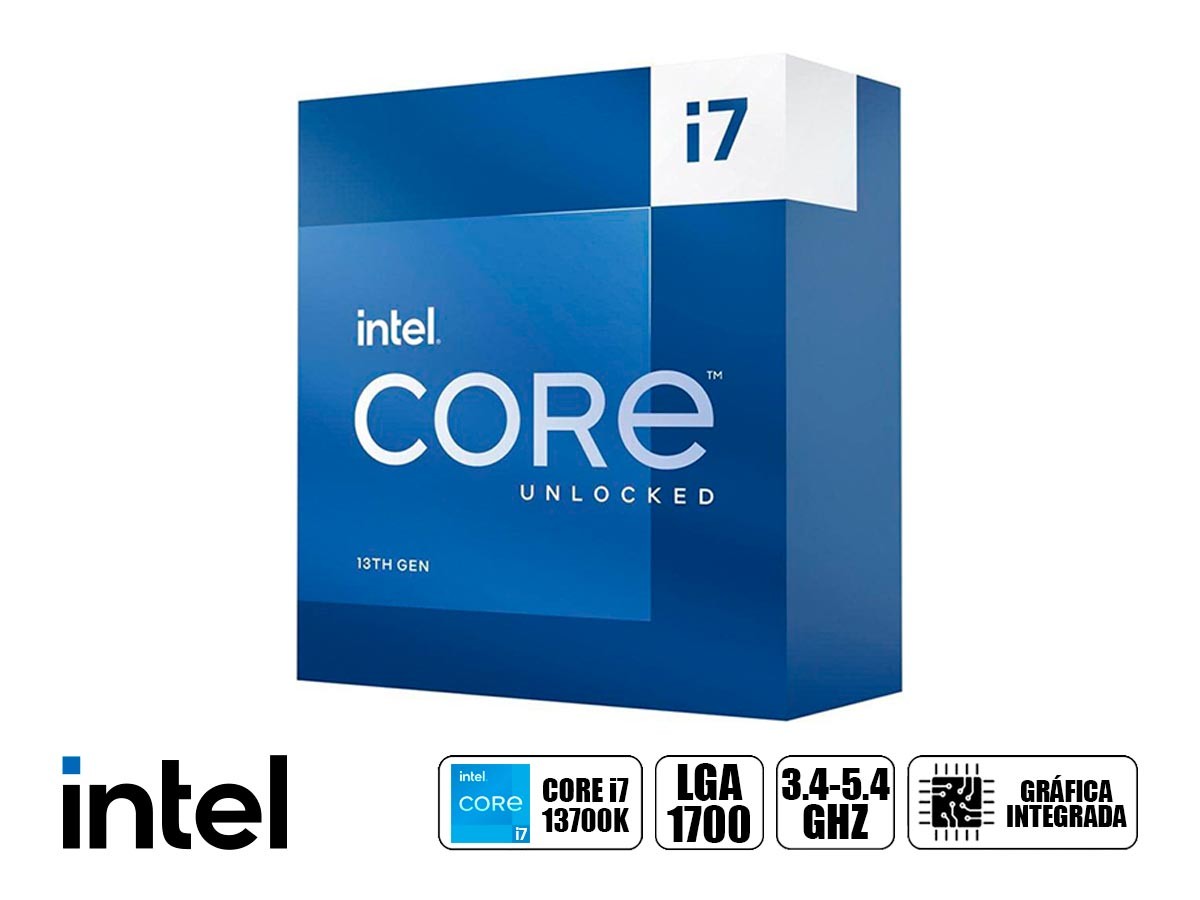 i7
intel.
CORE™
UNLOCKED
13TH GEN
intel
intel
CORE
i7
CORE i7
13700K
LGA
1700
3.4-5.4
GHZ
GRÁFICA
INTEGRADA